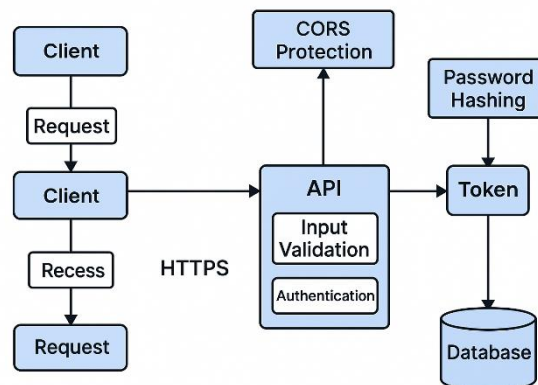 Client
Request
Client
Recess
Request
HTTPS
CORS
Protection
API
Input
Validation
Authentication
Password
Hashing
Token
Database